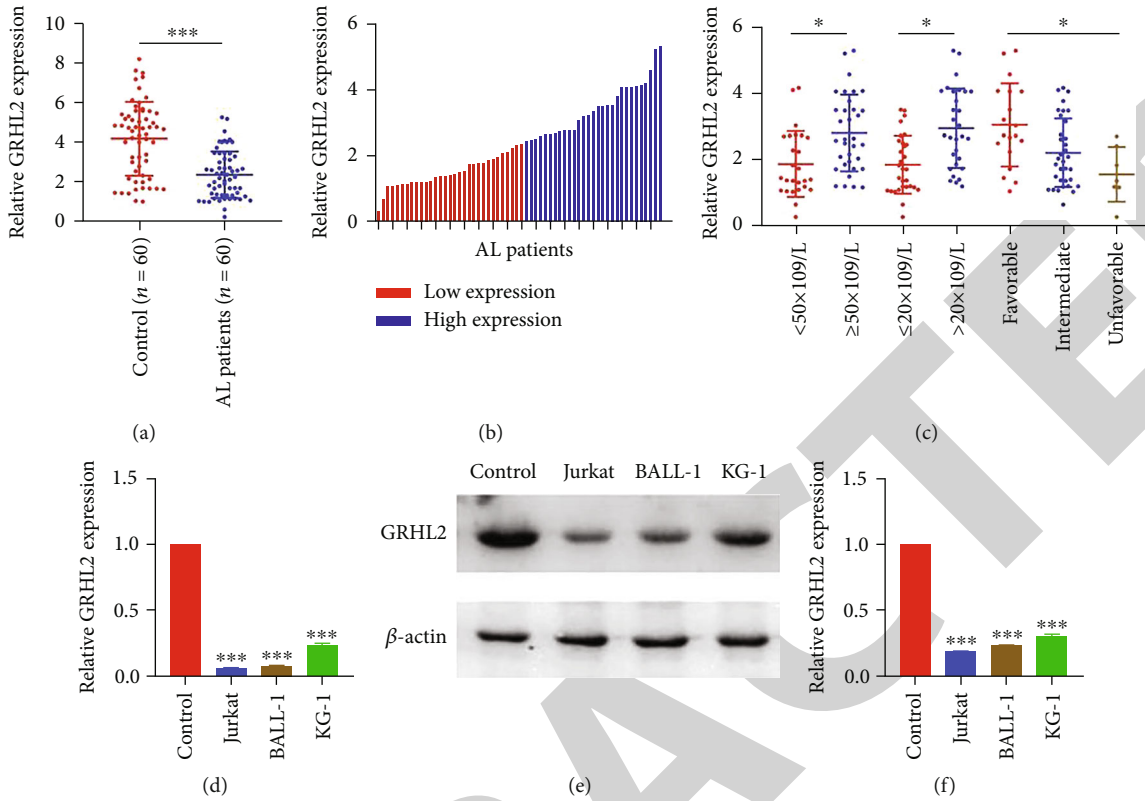 Relative GRHL2 expression
10
8
6
4
2
0
***
Control (n = 60)
AL patients (n = 60)
(a)
Relative GRHL2 expression
6
4
2
0
AL patients
Low expression
High expression
(b)
Relative GRHL2 expression
6
4
2
0
*
*
*
<50×109/L
≥50×109/L
≤20×109/L
>20×109/L
Favorable
Intermediate
Unfavorable
(c)
Relative GRHL2 expression
1.5
1.0
0.5
0.0
***
***
***
Control
Jurkat
BALL-1
KG-1
(d)
Control Jurkat BALL-1 KG-1
GRHL2
β-actin
(e)
Relative GRHL2 expression
1.5
1.0
0.5
0.0
***
***
***
Control
Jurkat
BALL-1
KG-1
(f)